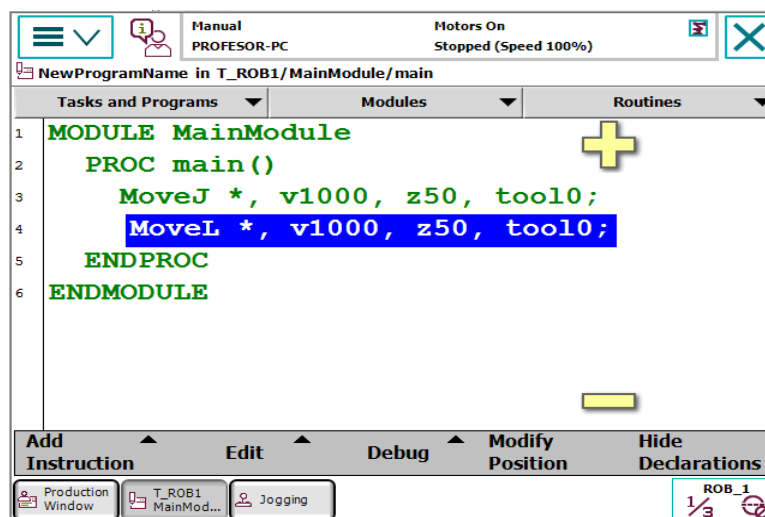 Manual
PROFESOR-PC
Motors On
Stopped (Speed 100%)
NewProgramName in T_ROB1/MainModule/main
Tasks and Programs
Modules
Routines
1 MODULE MainModule
2 PROC main()
3 MoveJ *, v1000, z50, tool0;
4 MoveL *, v1000, z50, tool0;
5 ENDPROC
6 ENDMODULE
Add
Instruction
Edit
Debug
Modify
Position
Hide
Declarations
Production
Window
T_ROB1
MainMod...
Jogging
ROB_1
1/3